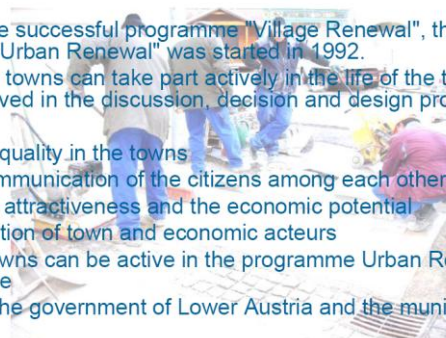 e successful programme "Village Renewal", th
Urban Renewal" was started in 1992.
towns can take part actively in the life of the t
ved in the discussion, decision and design pro
quality in the towns
mmunication of the citizens among each other
attractiveness and the economic potential
tion of town and economic acteurs
wns can be active in the programme Urban Re
e
he government of Lower Austria and the muni